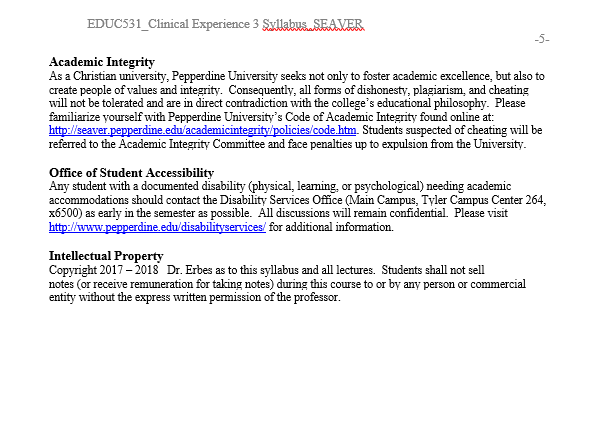 EDUC531_Clinical Experience 3 Syllabus_SEAVER
-5-
Academic Integrity
As a Christian university, Pepperdine University seeks not only to foster academic excellence, but also to
create people of values and integrity.  Consequently, all forms of dishonesty, plagiarism, and cheating
will not be tolerated and are in direct contradiction with the college's educational philosophy.  Please
familiarize yourself with Pepperdine University's Code of Academic Integrity found online at:
http://seaver.pepperdine.edu/academicintegrity/policies/code.htm. Students suspected of cheating will be
referred to the Academic Integrity Committee and face penalties up to expulsion from the University.
Office of Student Accessibility
Any student with a documented disability (physical, learning, or psychological) needing academic
accommodations should contact the Disability Services Office (Main Campus, Tyler Campus Center 264,
x6500) as early in the semester as possible.  All discussions will remain confidential.  Please visit
http://www.pepperdine.edu/disabilityservices/ for additional information.
Intellectual Property
Copyright 2017 – 2018   Dr. Erbes as to this syllabus and all lectures.  Students shall not sell
notes (or receive remuneration for taking notes) during this course to or by any person or commercial
entity without the express written permission of the professor.